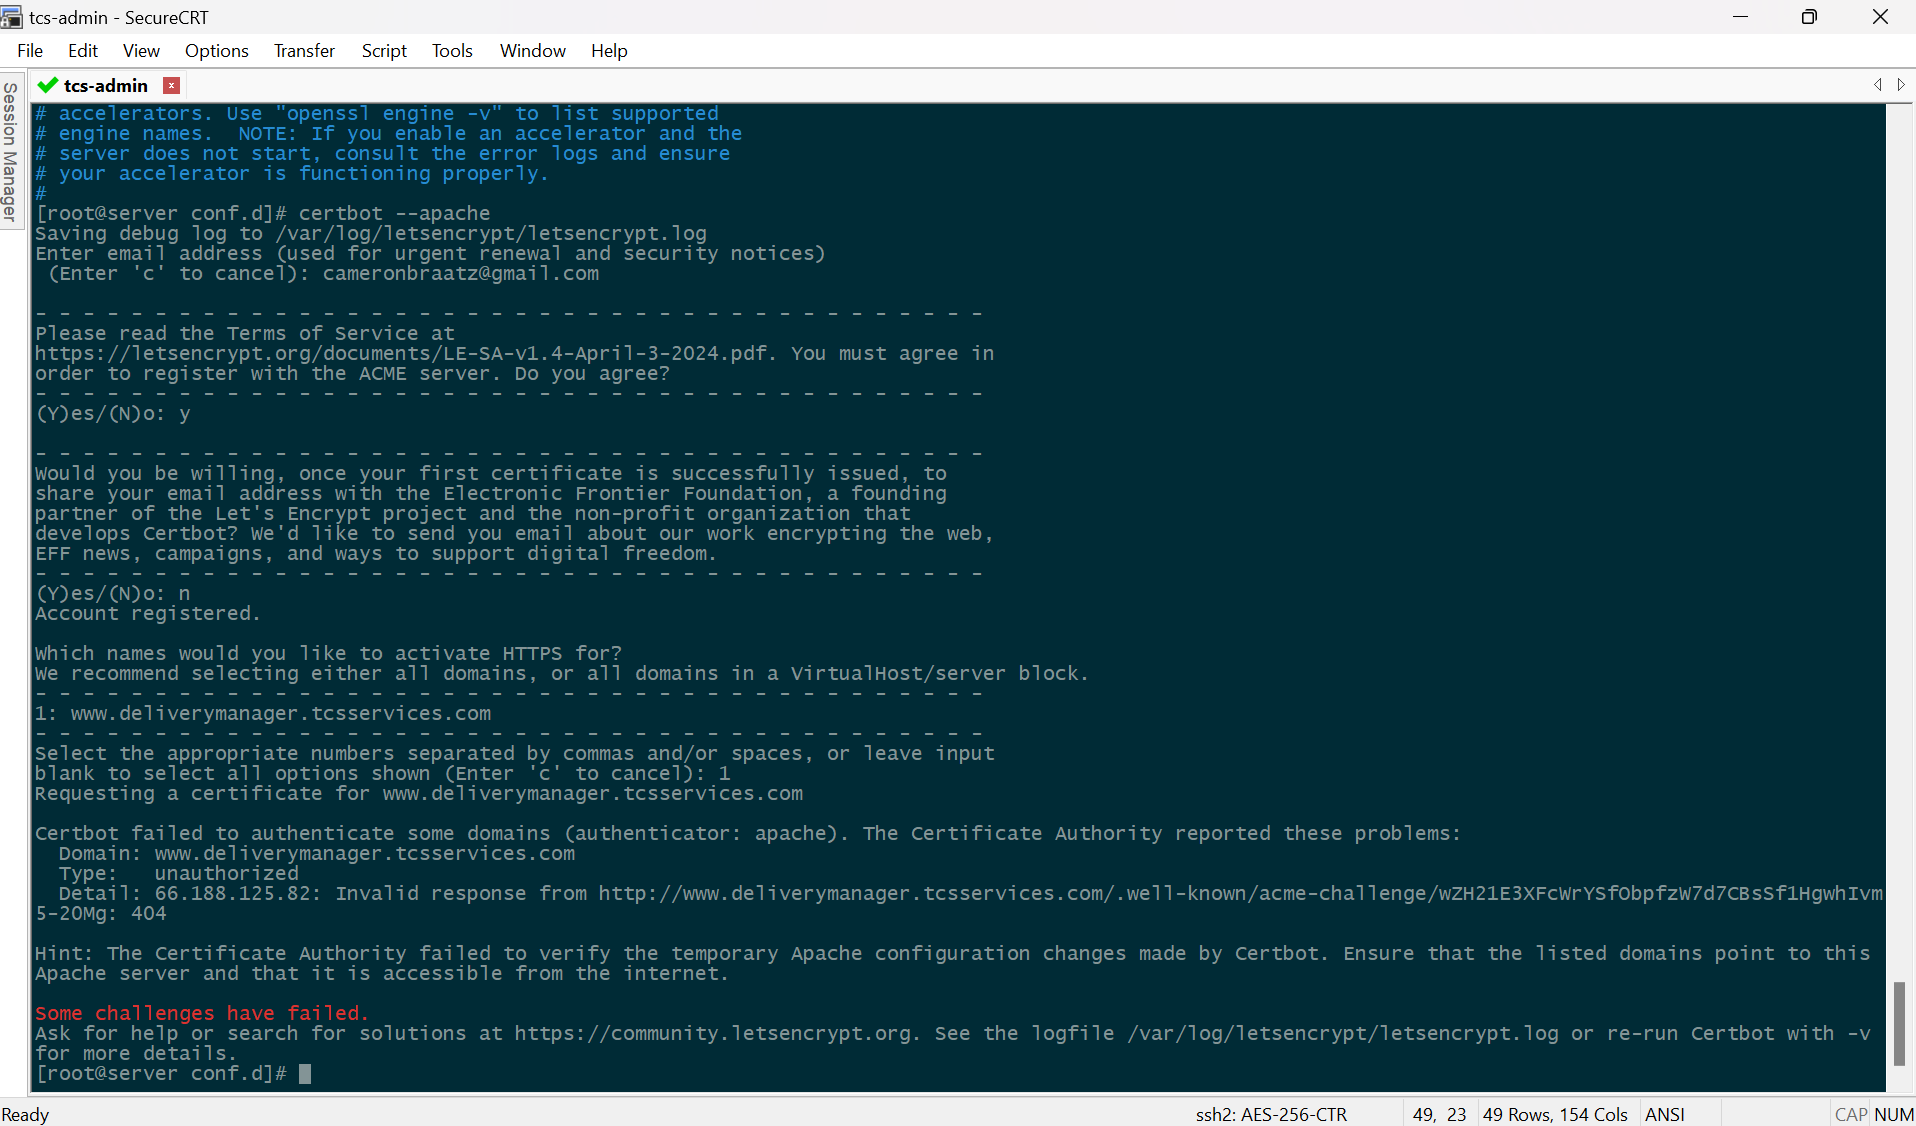 tcs-admin - SecureCRT
File Edit View Options Transfer Script Tools Window Help
Session Manager
tcs-admin
# accelerators. Use "openssl engine -v" to list supported
# engine names.  NOTE: If you enable an accelerator and the
# server does not start, consult the error logs and ensure
# your accelerator is functioning properly.
#
[root@server conf.d]# certbot --apache
Saving debug log to /var/log/letsencrypt/letsencrypt.log
Enter email address (used for urgent renewal and security notices)
 (Enter 'c' to cancel): cameronbraatz@gmail.com
- - - - - - - - - - - - - - - - - - - - - - - - - - - - - - - - - - - - - - - -
Please read the Terms of Service at
https://letsencrypt.org/documents/LE-SA-v1.4-April-3-2024.pdf. You must agree in
order to register with the ACME server. Do you agree?
- - - - - - - - - - - - - - - - - - - - - - - - - - - - - - - - - - - - - - - -
(Y)es/(N)o: y
- - - - - - - - - - - - - - - - - - - - - - - - - - - - - - - - - - - - - - - -
Would you be willing, once your first certificate is successfully issued, to
share your email address with the Electronic Frontier Foundation, a founding
partner of the Let's Encrypt project and the non-profit organization that
develops Certbot? We'd like to send you email about our work encrypting the web,
EFF news, campaigns, and ways to support digital freedom.
- - - - - - - - - - - - - - - - - - - - - - - - - - - - - - - - - - - - - - - -
(Y)es/(N)o: n
Account registered.
Which names would you like to activate HTTPS for?
We recommend selecting either all domains, or all domains in a VirtualHost/server block.
- - - - - - - - - - - - - - - - - - - - - - - - - - - - - - - - - - - - - - - -
1: www.deliverymanager.tcsservices.com
- - - - - - - - - - - - - - - - - - - - - - - - - - - - - - - - - - - - - - - -
Select the appropriate numbers separated by commas and/or spaces, or leave input
blank to select all options shown (Enter 'c' to cancel): 1
Requesting a certificate for www.deliverymanager.tcsservices.com
Certbot failed to authenticate some domains (authenticator: apache). The Certificate Authority reported these problems:
  Domain: www.deliverymanager.tcsservices.com
  Type:   unauthorized
  Detail: 66.188.125.82: Invalid response from http://www.deliverymanager.tcsservices.com/.well-known/acme-challenge/wZH21E3XFcWrYSfObpfzW7d7CBsSf1HgwhIvm
5-20Mg: 404
Hint: The Certificate Authority failed to verify the temporary Apache configuration changes made by Certbot. Ensure that the listed domains point to this
Apache server and that it is accessible from the internet.
Some challenges have failed.
Ask for help or search for solutions at https://community.letsencrypt.org. See the logfile /var/log/letsencrypt/letsencrypt.log or re-run Certbot with -v
for more details.
[root@server conf.d]#
Ready ssh2: AES-256-CTR 49, 23 49 Rows, 154 Cols ANSI CAP NUM